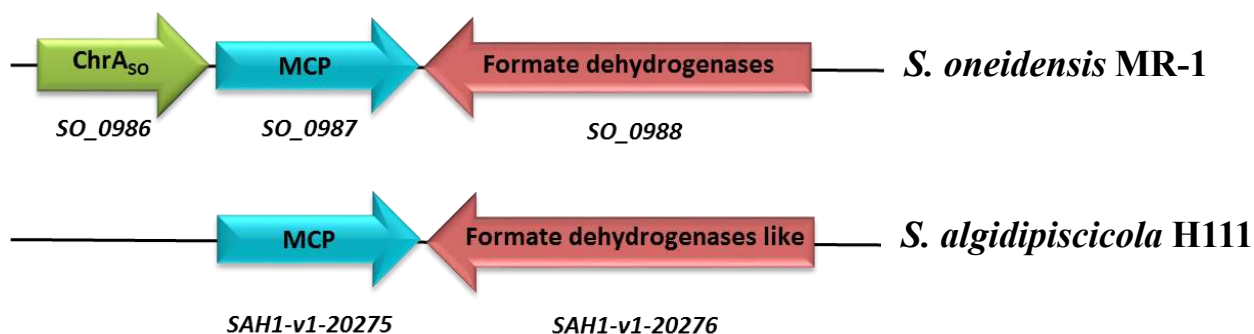 ChrA_SO MCP Formate dehydrogenases S. oneidensis MR-1
SO_0986 SO_0987 SO_0988
MCP Formate dehydrogenases like S. algidipiscicola H111
SAH1-v1-20275 SAH1-v1-20276